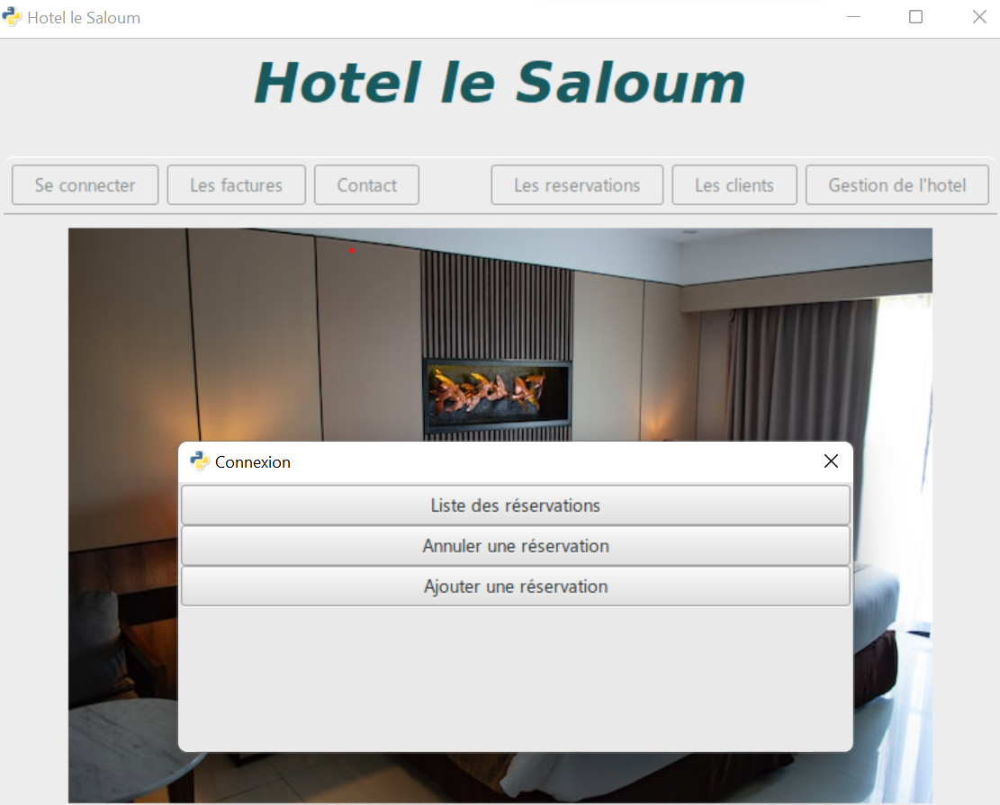 Hotel le Saloum
Hotel le Saloum
Se connecter Les factures Contact Les reservations Les clients Gestion de l'hotel
Connexion
Liste des réservations
Annuler une réservation
Ajouter une réservation